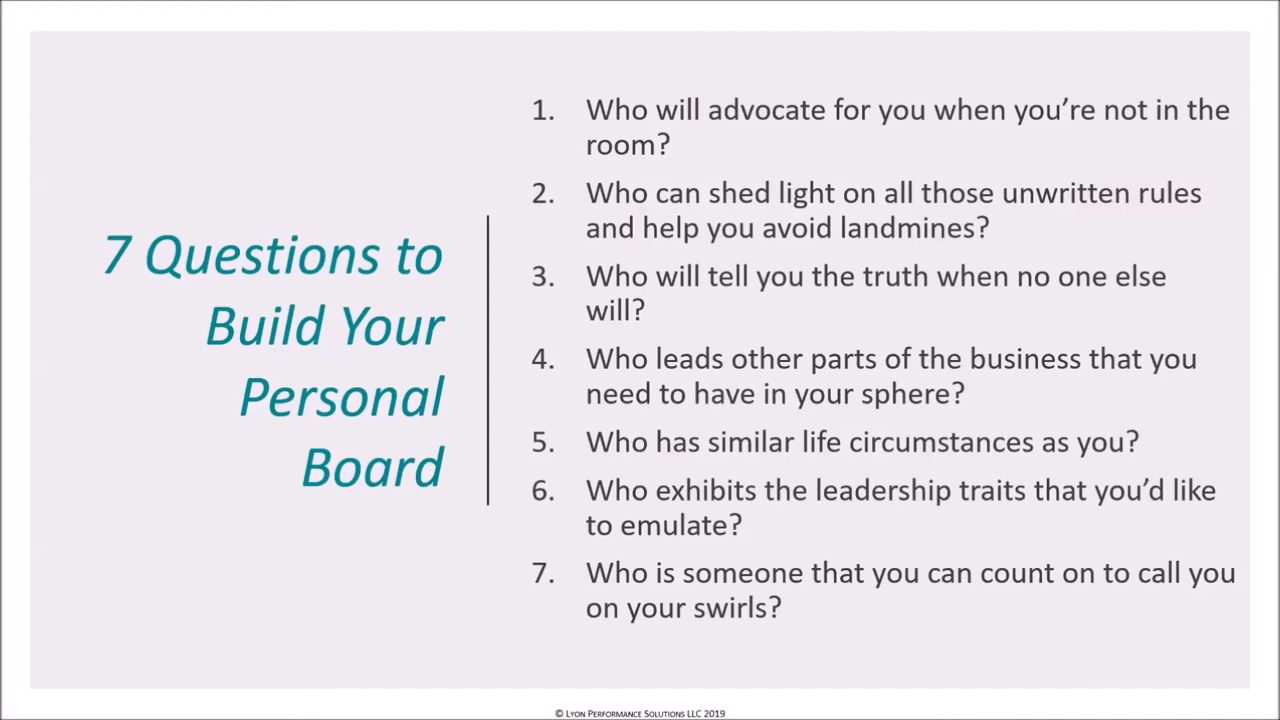 7 Questions to
Build Your
Personal
Board
1. Who will advocate for you when you're not in the
room?
2. Who can shed light on all those unwritten rules
and help you avoid landmines?
3. Who will tell you the truth when no one else
will?
4. Who leads other parts of the business that you
need to have in your sphere?
5. Who has similar life circumstances as you?
6. Who exhibits the leadership traits that you'd like
to emulate?
7. Who is someone that you can count on to call you
on your swirls?
© Lyon Performance Solutions LLC 2019